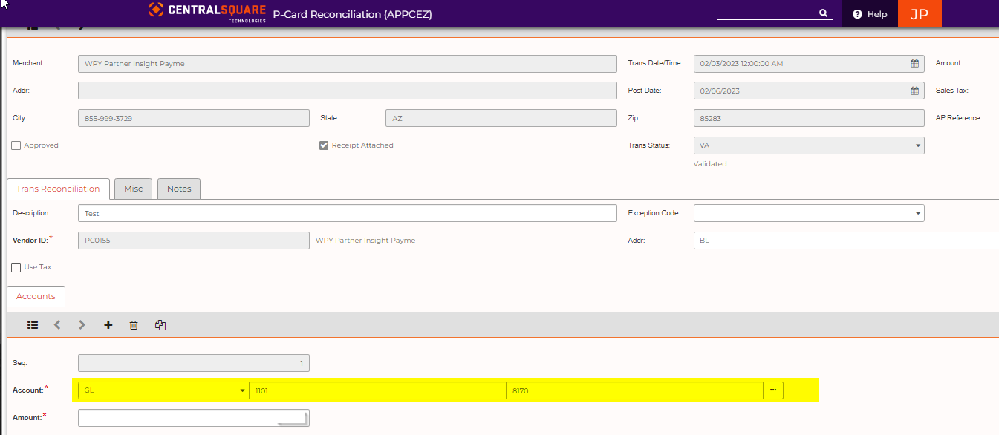 CENTRALSQUARE
TECHNOLOGIES
P-Card Reconciliation (APPCEZ)
Help
JP
Merchant: WPY Partner Insight Payme Trans Date/Time: 02/03/2023 12:00:00 AM Amount:
Addr: Post Date: 02/06/2023 Sales Tax:
City: 855-999-3729 State: AZ Zip: 85283 AP Reference:
Approved Receipt Attached Trans Status: VA
Validated
Trans Reconciliation Misc Notes
Description: Test Exception Code:
Vendor ID:* PC0155 WPY Partner Insight Payme Addr: BL
Use Tax
Accounts
Seq: 1
Account:* GL 1101 8170 ...
Amount:*